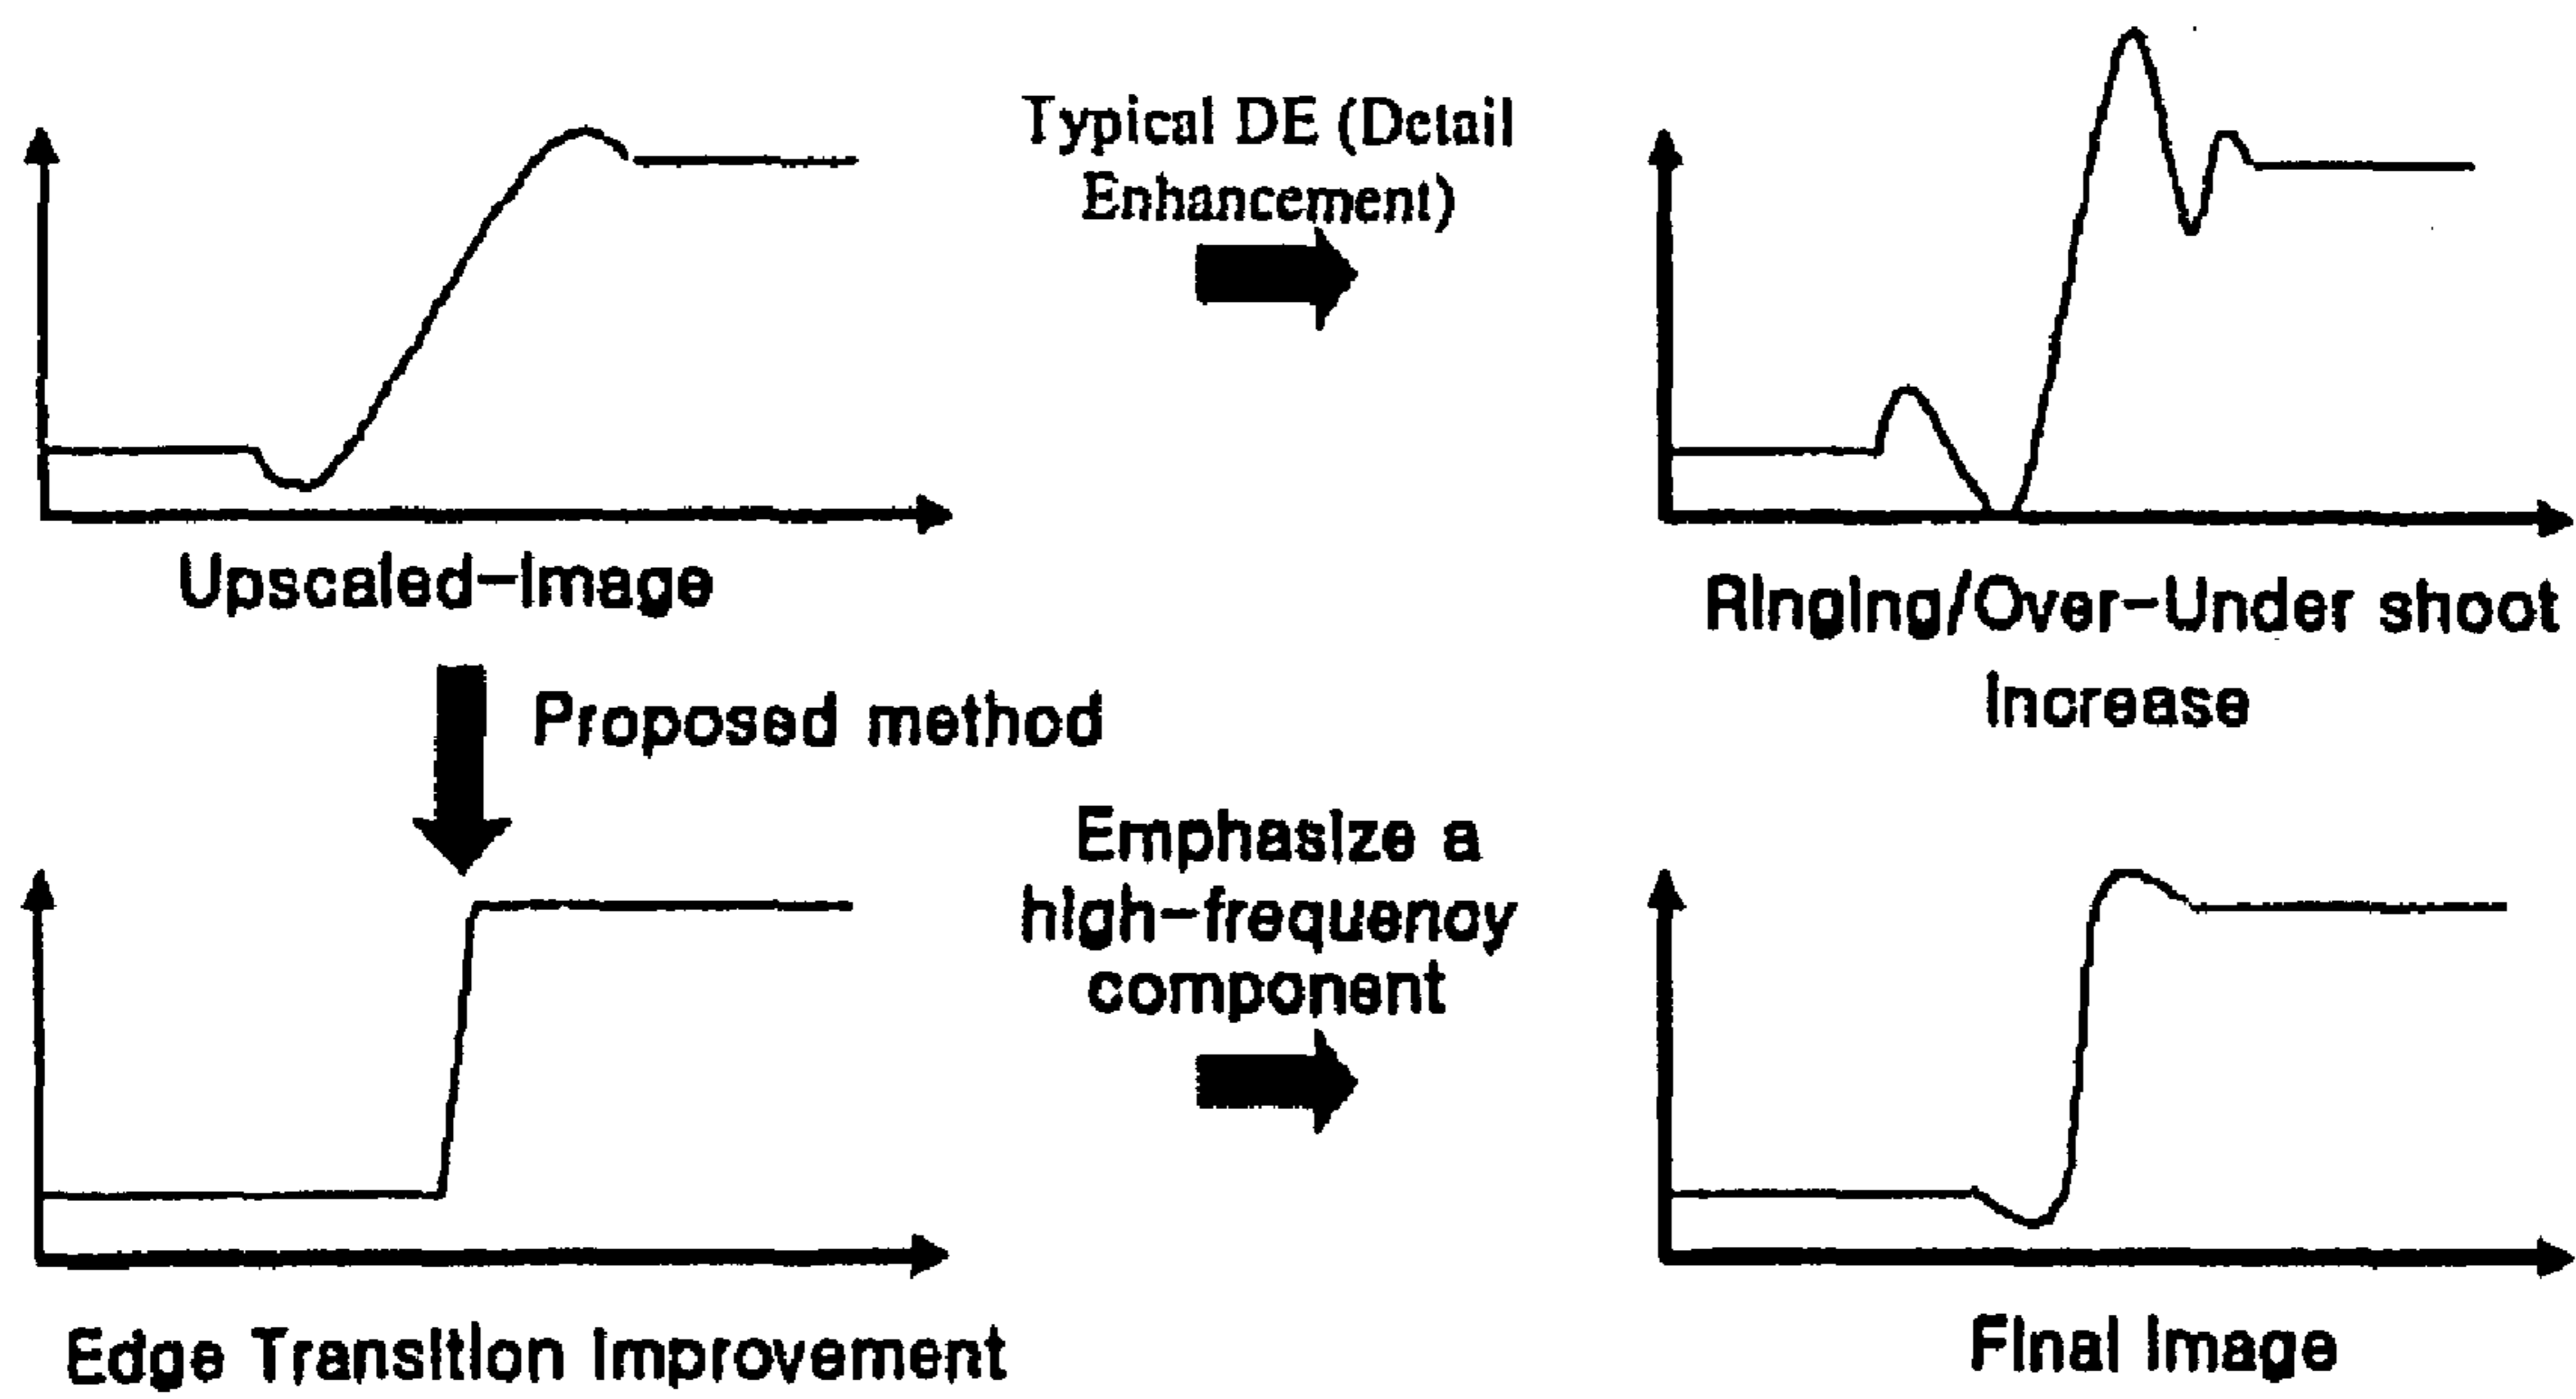 Typical DE (Detail
Enhancement)
Upscaled-Image
Ringing/Over-Under shoot
Increase
Proposed method
Emphasize a
high-frequency
component
Edge Transition Improvement
Final Image